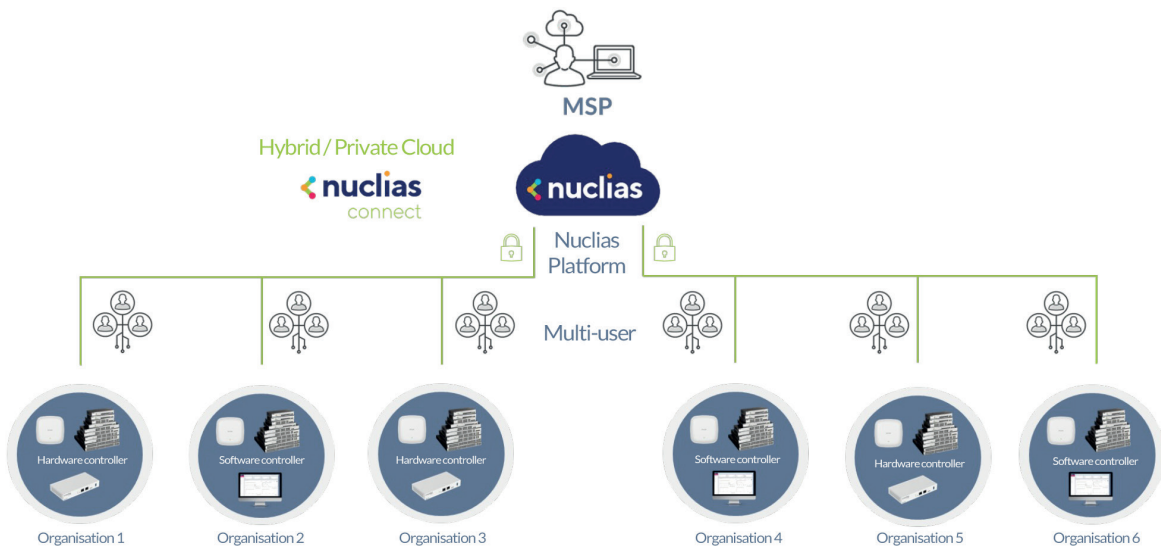 MSP
Hybrid / Private Cloud
nuclias
connect
nuclias
Nuclias
Platform
Multi-user
Hardware controller
Software controller
Hardware controller
Software controller
Hardware controller
Software controller
Organisation 1
Organisation 2
Organisation 3
Organisation 4
Organisation 5
Organisation 6